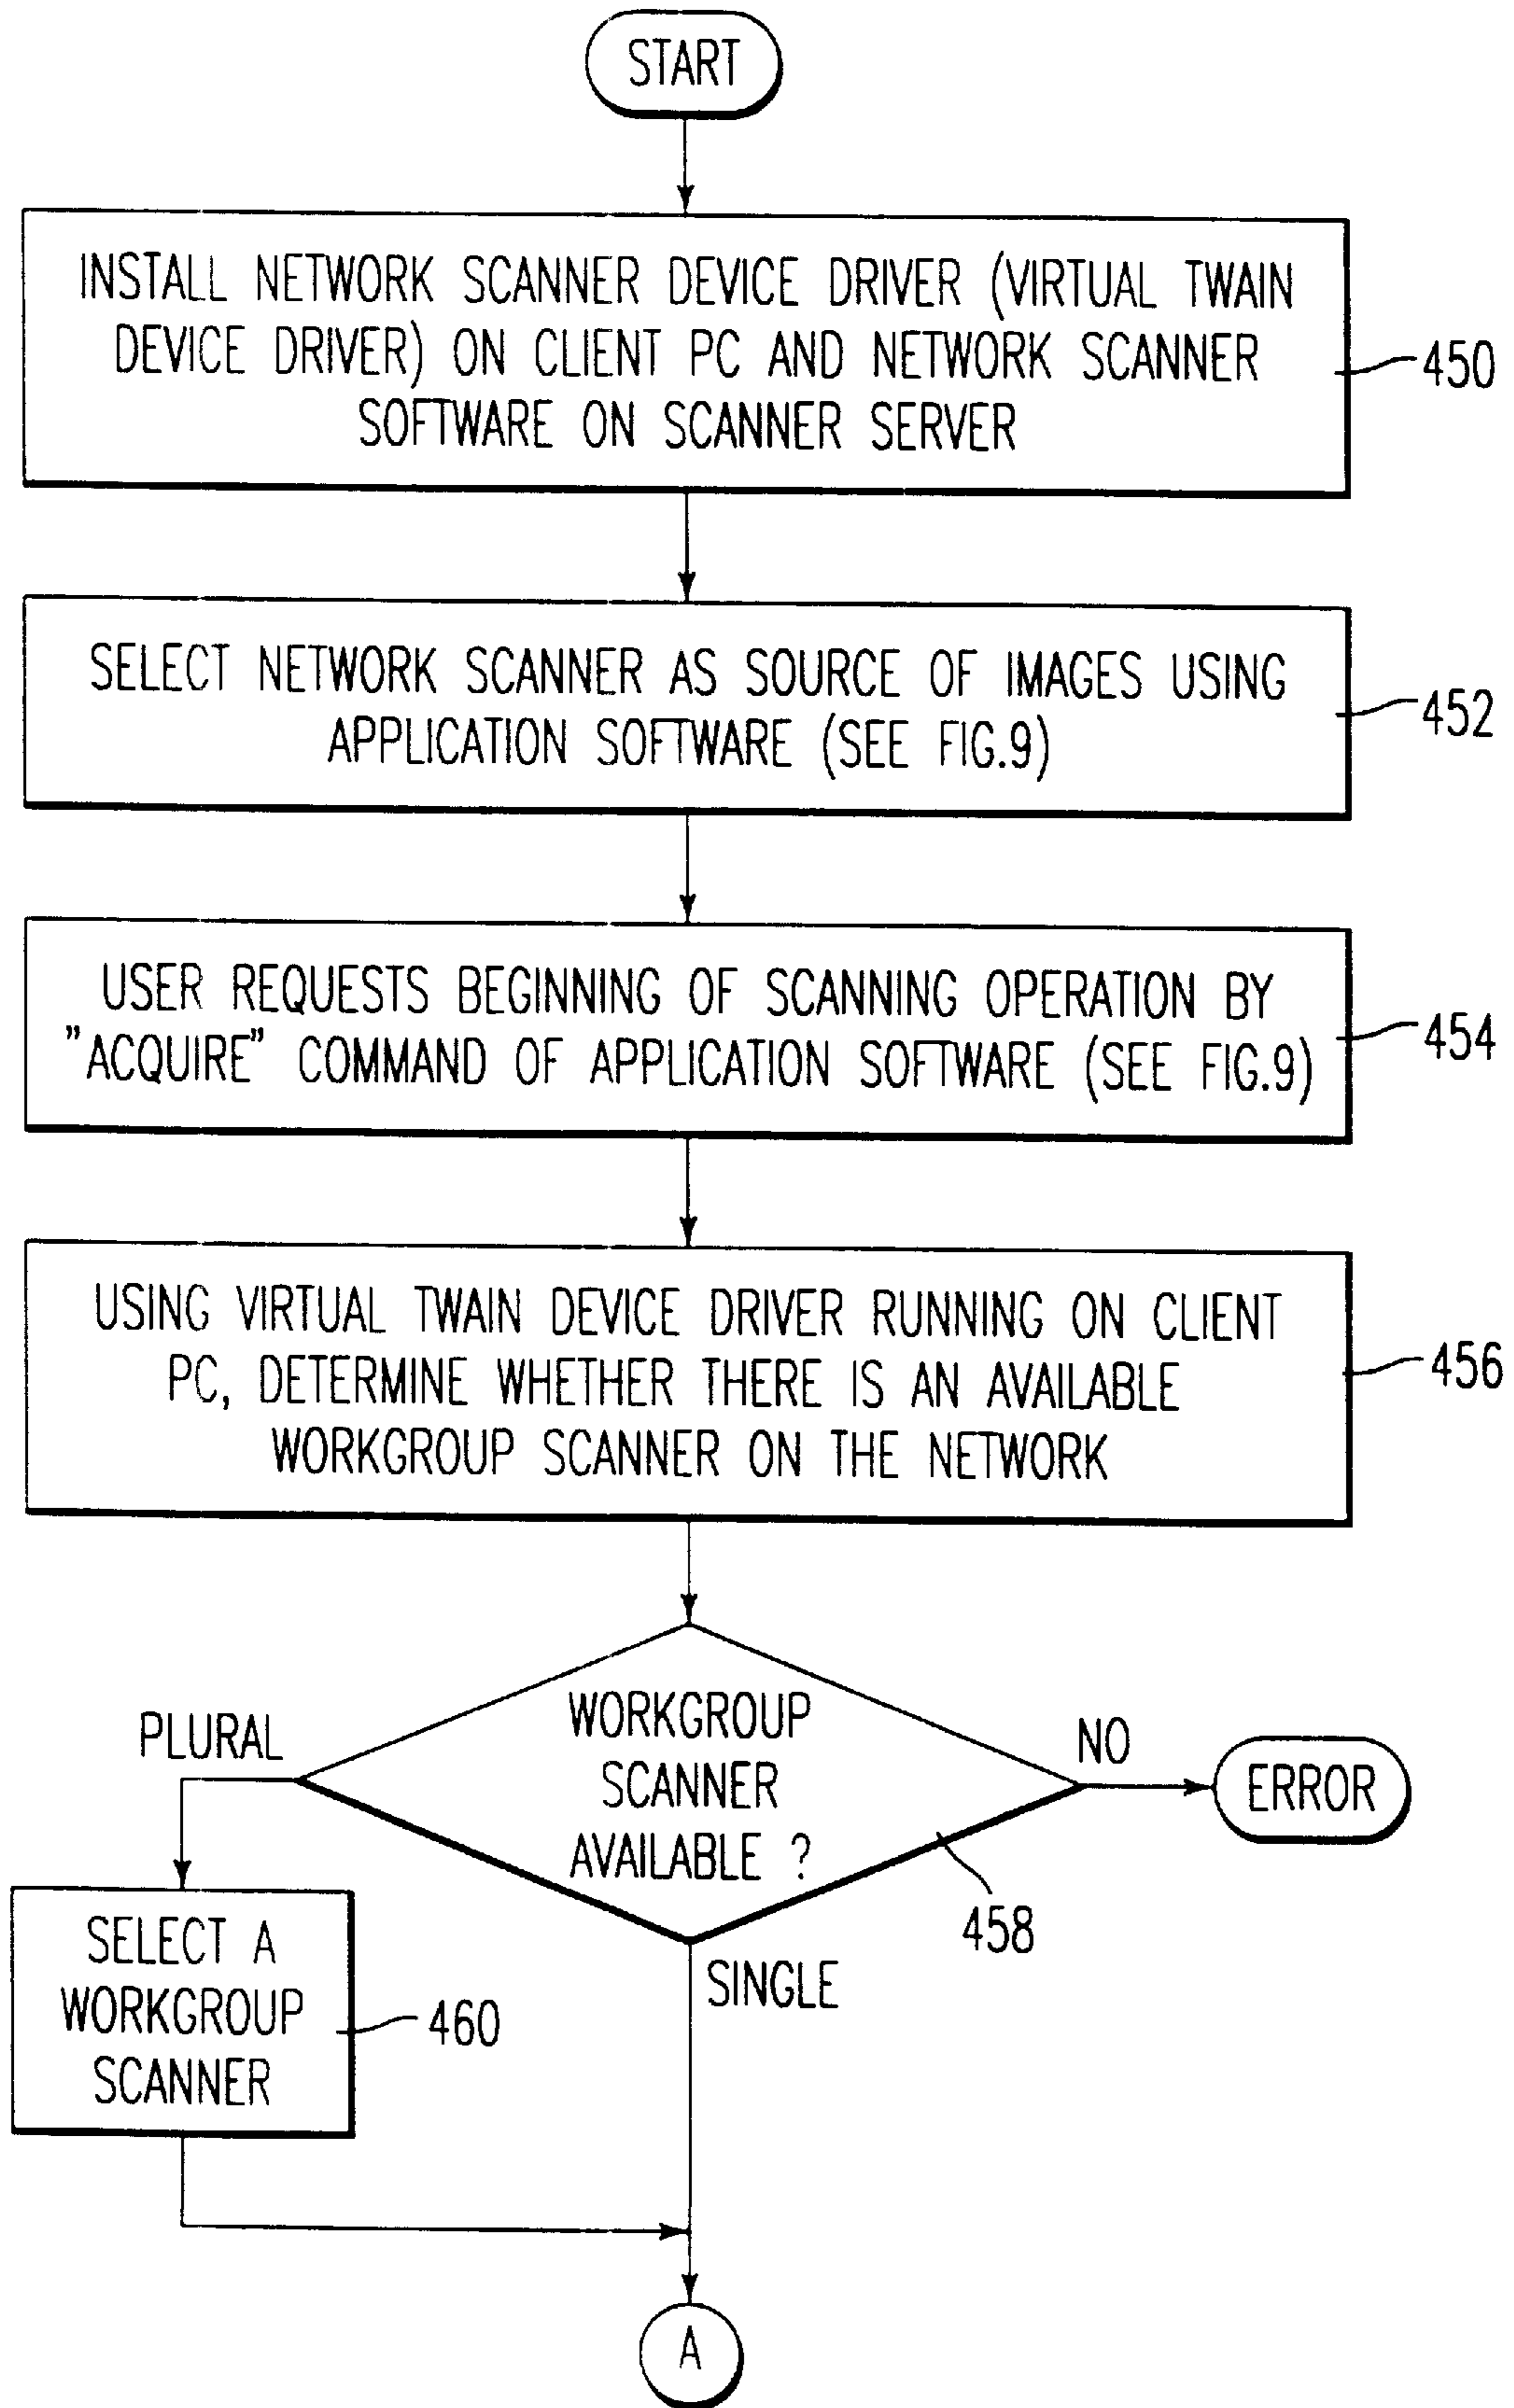 START
INSTALL NETWORK SCANNER DEVICE DRIVER (VIRTUAL TWAIN
DEVICE DRIVER) ON CLIENT PC AND NETWORK SCANNER
SOFTWARE ON SCANNER SERVER
450
SELECT NETWORK SCANNER AS SOURCE OF IMAGES USING
APPLICATION SOFTWARE (SEE FIG.9)
452
USER REQUESTS BEGINNING OF SCANNING OPERATION BY
"ACQUIRE" COMMAND OF APPLICATION SOFTWARE (SEE FIG.9)
454
USING VIRTUAL TWAIN DEVICE DRIVER RUNNING ON CLIENT
PC, DETERMINE WHETHER THERE IS AN AVAILABLE
WORKGROUP SCANNER ON THE NETWORK
456
WORKGROUP
SCANNER
AVAILABLE ?
458
PLURAL
NO
ERROR
SINGLE
SELECT A
WORKGROUP
SCANNER
460
A